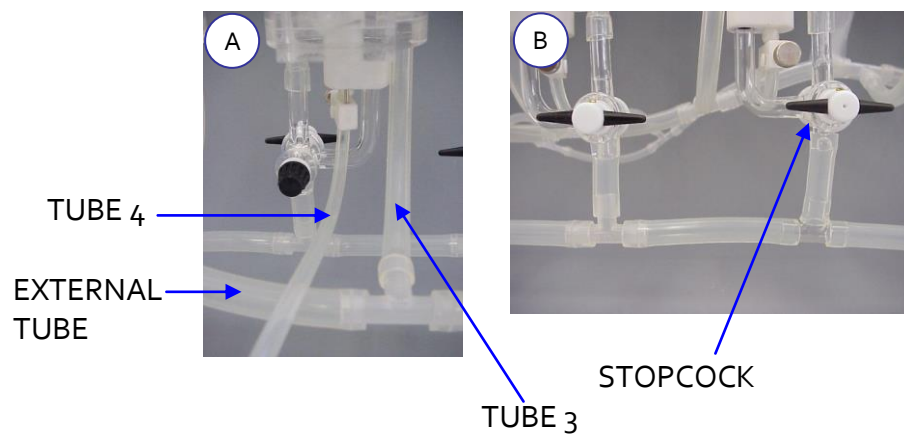 A
B
TUBE 4
EXTERNAL
TUBE
STOPCOCK
TUBE 3